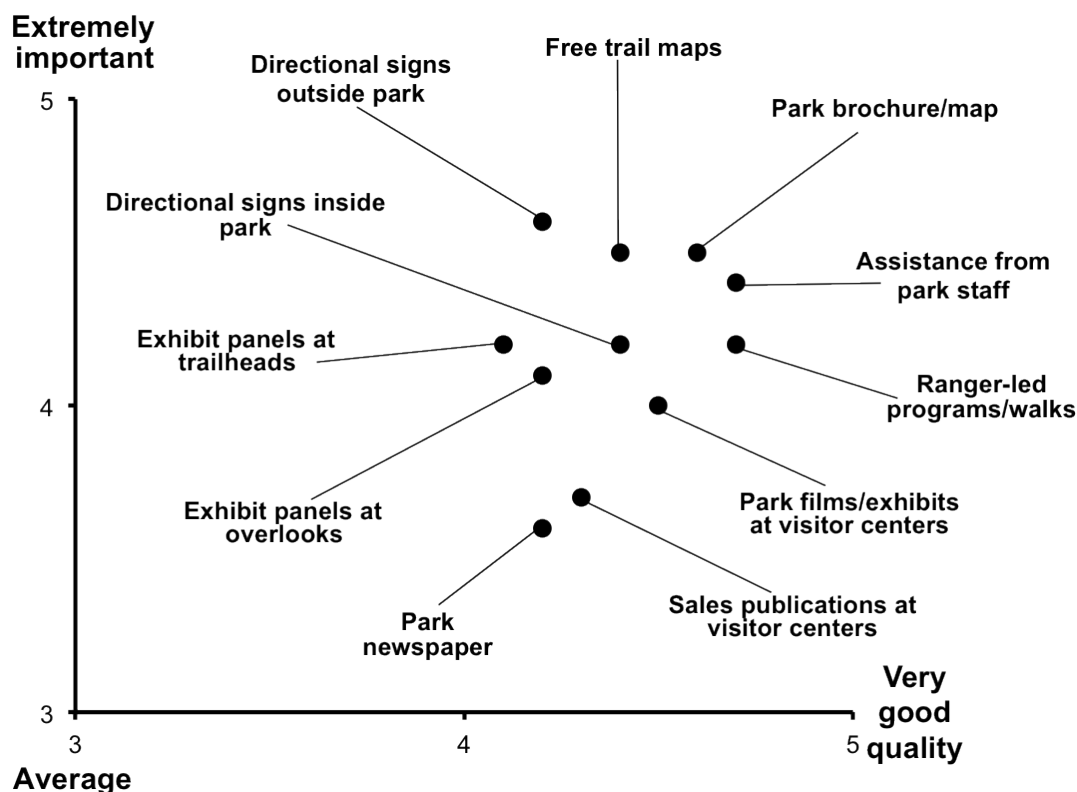 Extremely
important
Free trail maps
Directional signs
outside park
Park brochure/map
5
Directional signs inside
park
Assistance from
park staff
Exhibit panels at
trailheads
Ranger-led
programs/walks
4
Park films/exhibits
at visitor centers
Exhibit panels at
overlooks
Sales publications at
visitor centers
Park
newspaper
Very
good
quality
3
3
4
5
Average